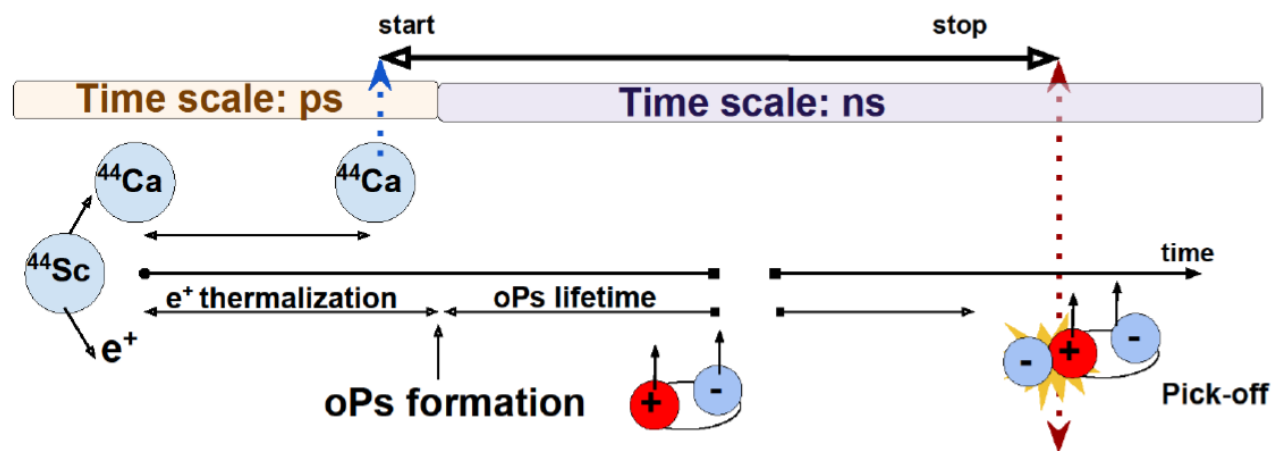 start stop
Time scale: ps Time scale: ns
⁴⁴Ca ⁴⁴Ca
⁴⁴Sc
time
e⁺ thermalization oPs lifetime
e⁺
oPs formation
+ -
- + -
Pick-off